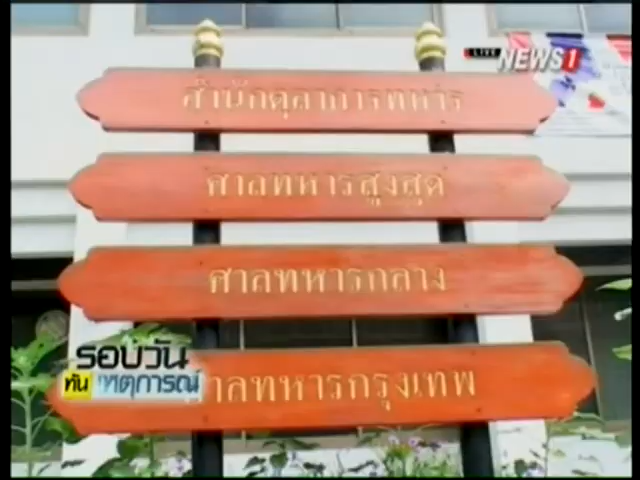 LIVE NEWS1
สำนักตุลาการทหาร
ศาลทหารสูงสุด
ศาลทหารกลาง
ศาลทหารกรุงเทพ
รอบวัน
ทันเหตุการณ์